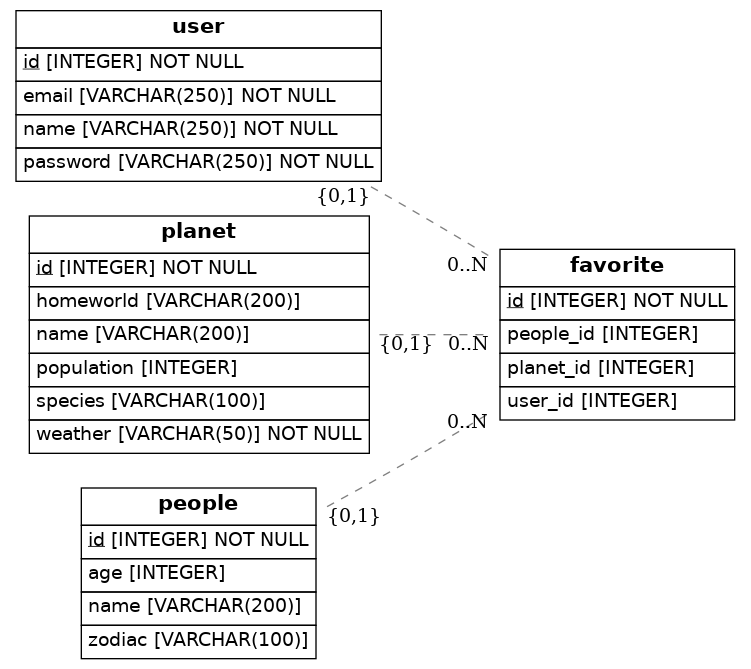 user
id [INTEGER] NOT NULL
email [VARCHAR(250)] NOT NULL
name [VARCHAR(250)] NOT NULL
password [VARCHAR(250)] NOT NULL
{0,1}
0..N
planet
id [INTEGER] NOT NULL
homeworld [VARCHAR(200)]
name [VARCHAR(200)]
population [INTEGER]
species [VARCHAR(100)]
weather [VARCHAR(50)] NOT NULL
{0,1}
0..N
favorite
id [INTEGER] NOT NULL
people_id [INTEGER]
planet_id [INTEGER]
user_id [INTEGER]
0..N
{0,1}
people
id [INTEGER] NOT NULL
age [INTEGER]
name [VARCHAR(200)]
zodiac [VARCHAR(100)]